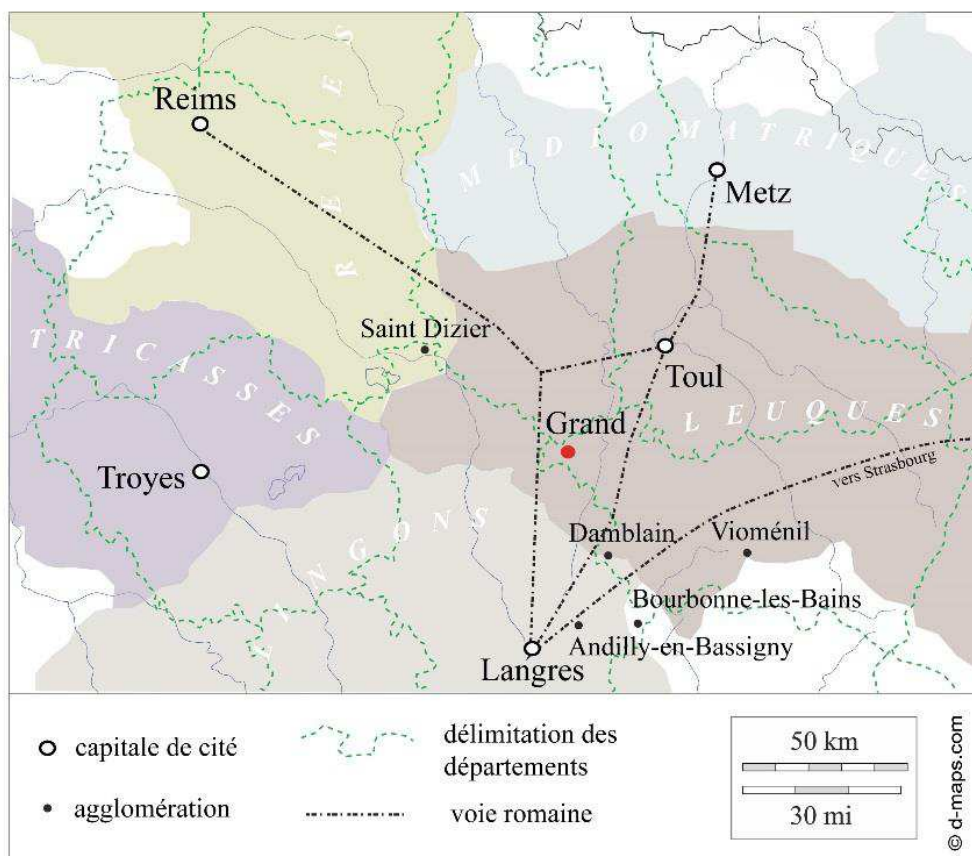 REMES
Reims
MEDIOMATRIQUES
Metz
Saint Dizier
TRICASSES
Toul
Grand
LEUQUES
Troyes
vers Strasbourg
LINGONS
Damblain
Vioménil
Bourbonne-les-Bains
Andilly-en-Bassigny
Langres
capitale de cité
délimitation des
départements
50 km
agglomération
voie romaine
30 mi
© d-maps.com